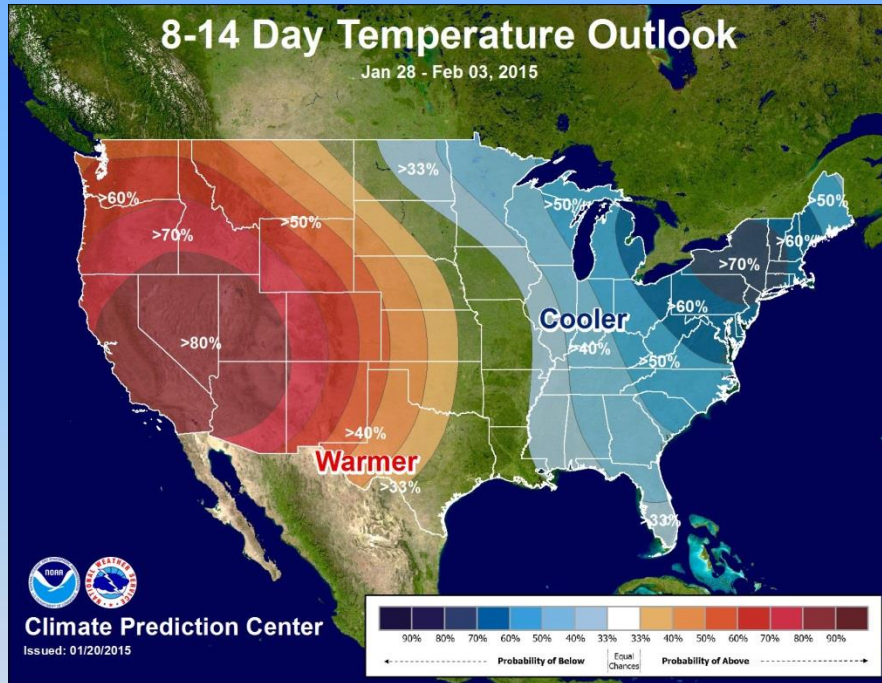 8-14 Day Temperature Outlook
Jan 28 - Feb 03, 2015
>33%
>50%
>50%
>60%
>50%
>70%
>60%
>70%
>60%
Cooler
>80%
>40%
>50%
>40%
Warmer
>33%
>33%
NOAA
NATIONAL WEATHER SERVICE
Climate Prediction Center
Issued: 01/20/2015
90% 80% 70% 60% 50% 40% 33% 33% 40% 50% 60% 70% 80% 90%
Probability of Below Equal Chances Probability of Above